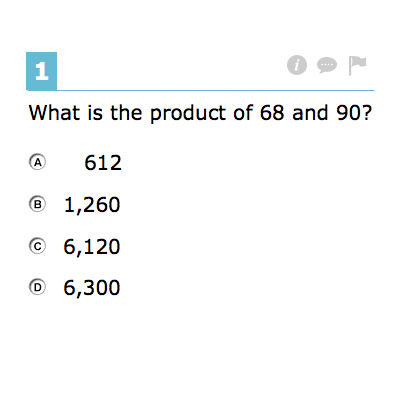 1
What is the product of 68 and 90?
A 612
B 1,260
C 6,120
D 6,300